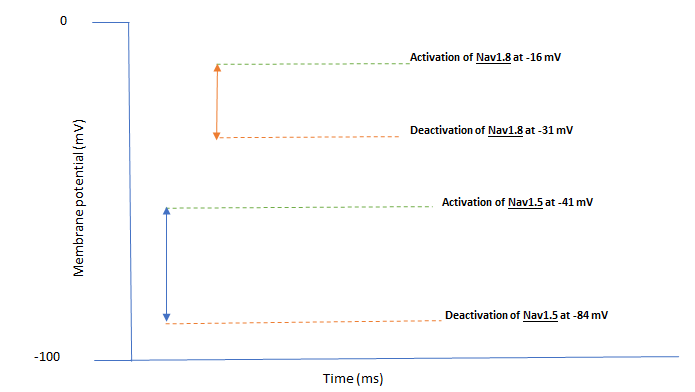 0
Activation of Nav1.8 at -16 mV
Deactivation of Nav1.8 at -31 mV
Membrane potential (mV)
Activation of Nav1.5 at -41 mV
Deactivation of Nav1.5 at -84 mV
-100
Time (ms)